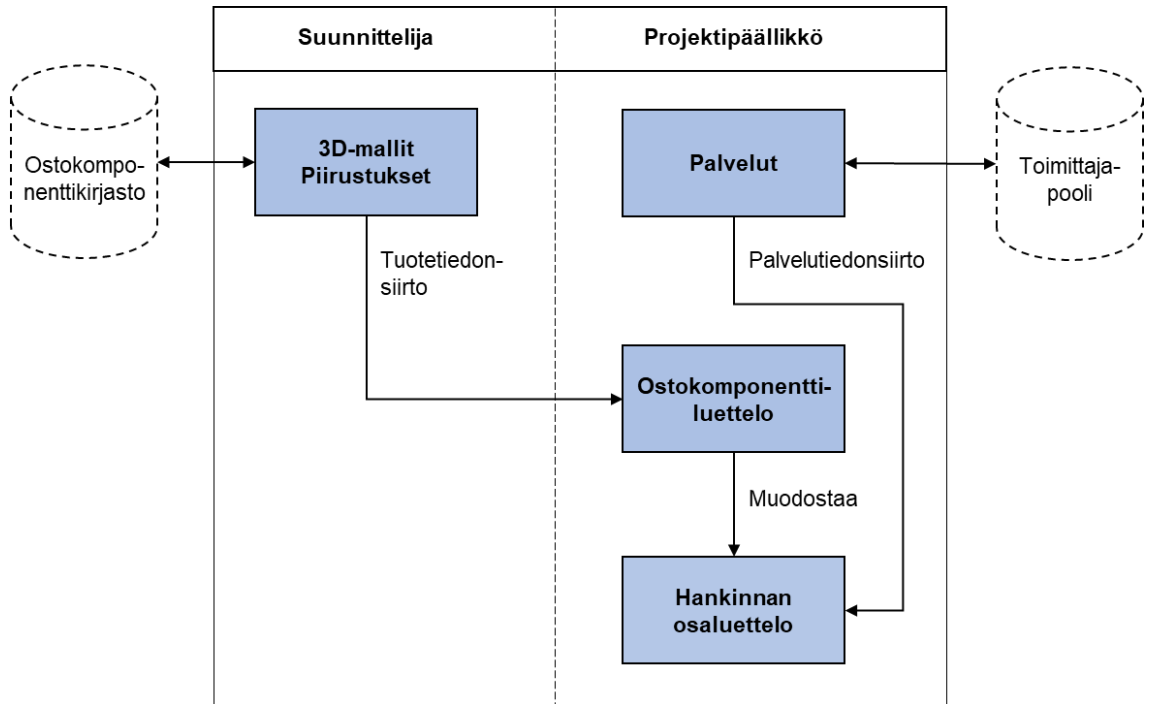 Suunnittelija
Projektipäällikkö
Ostokompo-
nenttikirjasto
3D-mallit
Piirustukset
Palvelut
Toimittaja-
pooli
Tuotetiedon-
siirto
Palvelutiedonsiirto
Ostokomponentti-
luettelo
Muodostaa
Hankinnan
osaluettelo